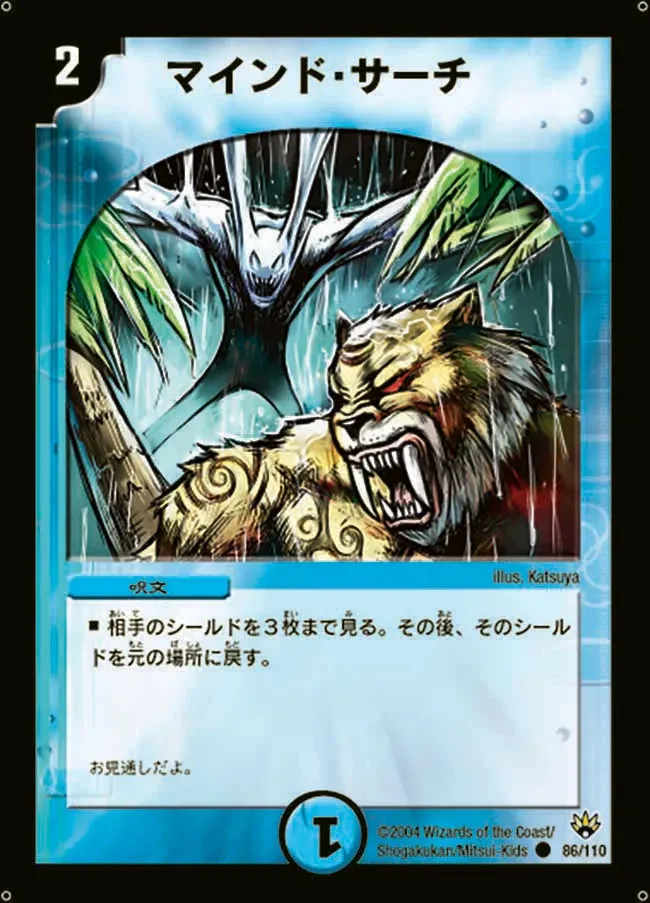 2
マインド・サーチ
illus. Katsuya
呪文
■ 相手のシールドを３枚まで見る。その後、そのシール
ドを元の場所に戻す。
お見通しだよ。
1
©2004 Wizards of the Coast/
Shogakukan/Mitsui-Kids
86/110